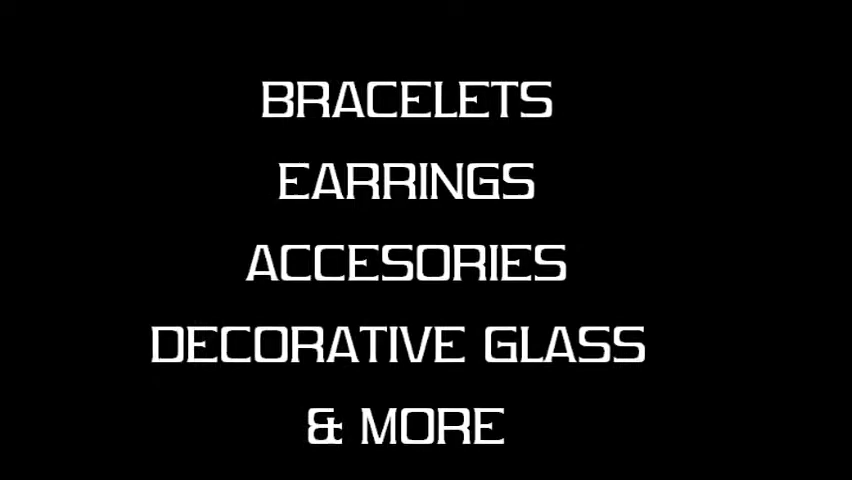 BRACELETS
EARRINGS
ACCESORIES
DECORATIVE GLASS
& MORE